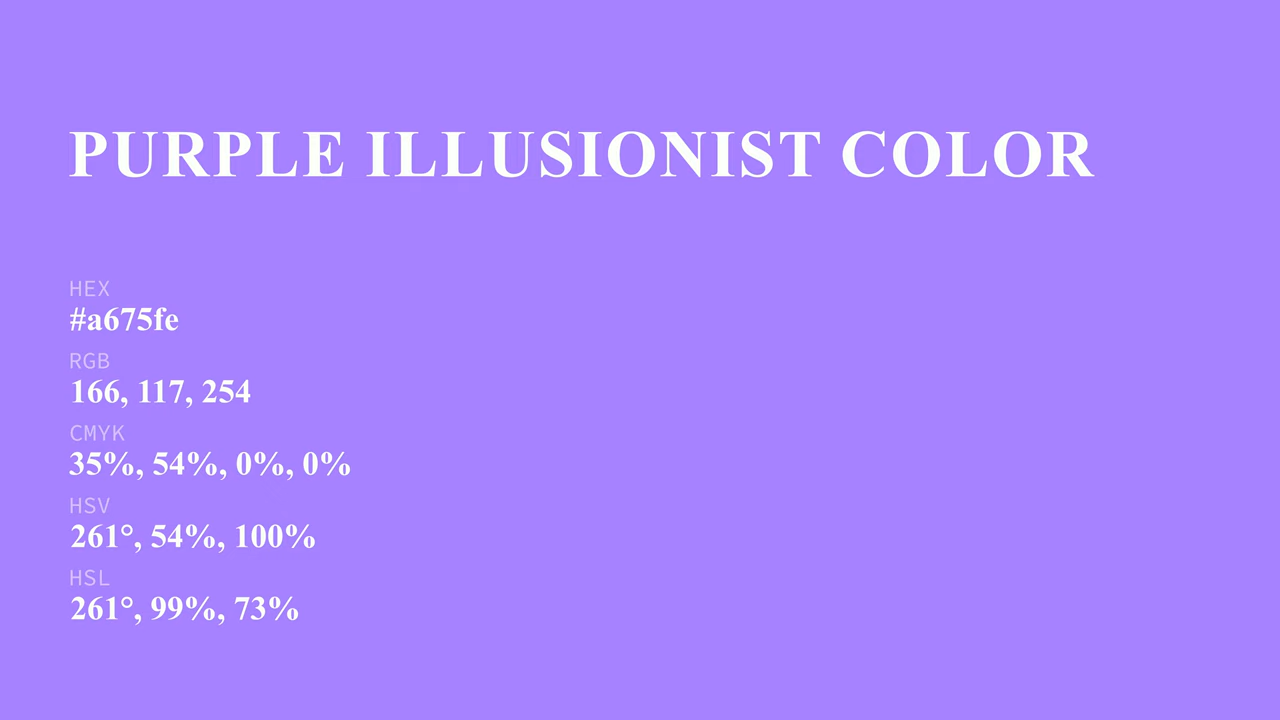 PURPLE ILLUSIONIST COLOR
HEX
#a675fe
RGB
166, 117, 254
CMYK
35%, 54%, 0%, 0%
HSV
261°, 54%, 100%
HSL
261°, 99%, 73%